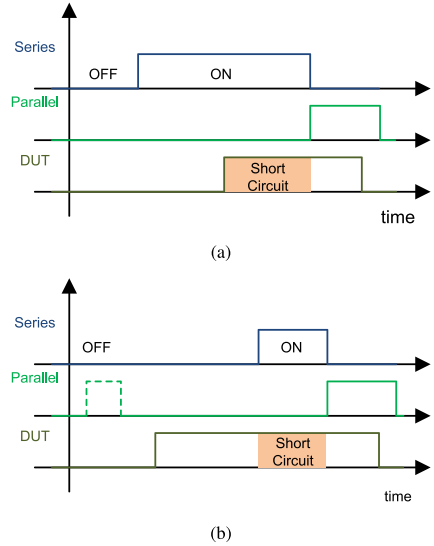 Series
OFF
ON
Parallel
DUT
Short
Circuit
time
(a)
Series
OFF
ON
Parallel
DUT
Short
Circuit
time
(b)